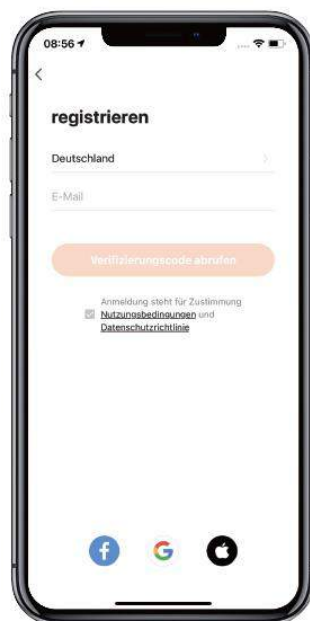 08:56
registrieren
Deutschland
E-Mail
Verifizierungscode abrufen
Anmeldung steht für Zustimmung
Nutzungsbedingungen und
Datenschutzrichtlinie